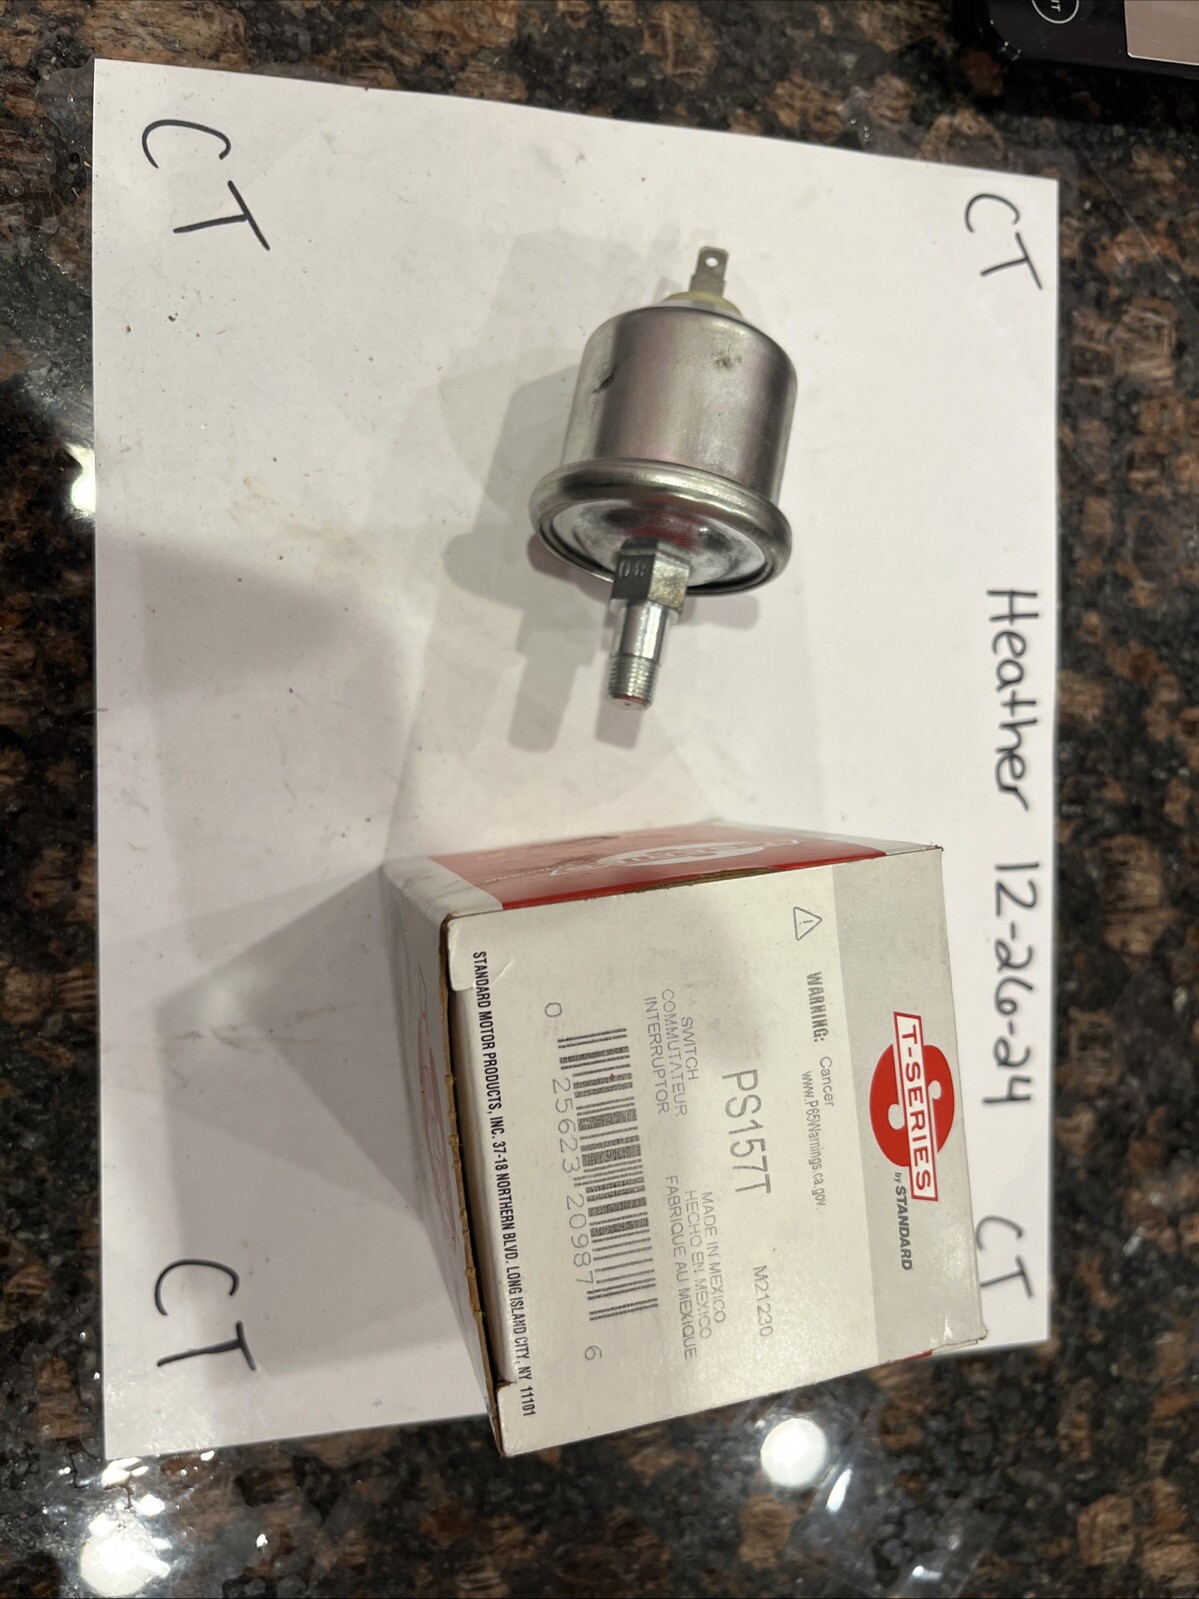 CT
CT
Heather 12-26-24
CT
CT
08
T-SERIES
by STANDARD
WARNING: Cancer
www.P65Warnings.ca.gov.
PS157T
M21230
SWITCH
COMMUTATEUR
INTERRUPTOR
MADE IN MEXICO
HECHO EN MEXICO
FABRIQUE AU MEXIQUE
0 25623 20987 6
STANDARD MOTOR PRODUCTS, INC. 37-18 NORTHERN BLVD. LONG ISLAND CITY, NY 11101